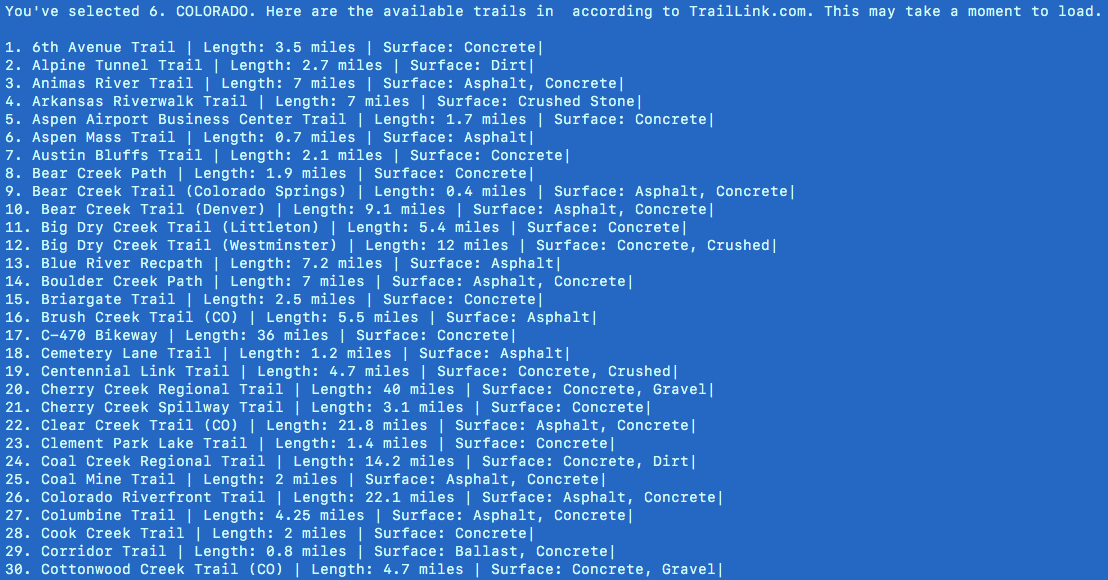 You've selected 6. COLORADO. Here are the available trails in  according to TrailLink.com. This may take a moment to load.
1. 6th Avenue Trail | Length: 3.5 miles | Surface: Concrete|
2. Alpine Tunnel Trail | Length: 2.7 miles | Surface: Dirt|
3. Animas River Trail | Length: 7 miles | Surface: Asphalt, Concrete|
4. Arkansas Riverwalk Trail | Length: 7 miles | Surface: Crushed Stone|
5. Aspen Airport Business Center Trail | Length: 1.7 miles | Surface: Concrete|
6. Aspen Mass Trail | Length: 0.7 miles | Surface: Asphalt|
7. Austin Bluffs Trail | Length: 2.1 miles | Surface: Concrete|
8. Bear Creek Path | Length: 1.9 miles | Surface: Concrete|
9. Bear Creek Trail (Colorado Springs) | Length: 0.4 miles | Surface: Asphalt, Concrete|
10. Bear Creek Trail (Denver) | Length: 9.1 miles | Surface: Asphalt, Concrete|
11. Big Dry Creek Trail (Littleton) | Length: 5.4 miles | Surface: Concrete|
12. Big Dry Creek Trail (Westminster) | Length: 12 miles | Surface: Concrete, Crushed|
13. Blue River Recpath | Length: 7.2 miles | Surface: Asphalt|
14. Boulder Creek Path | Length: 7 miles | Surface: Asphalt, Concrete|
15. Briargate Trail | Length: 2.5 miles | Surface: Concrete|
16. Brush Creek Trail (CO) | Length: 5.5 miles | Surface: Asphalt|
17. C-470 Bikeway | Length: 36 miles | Surface: Concrete|
18. Cemetery Lane Trail | Length: 1.2 miles | Surface: Asphalt|
19. Centennial Link Trail | Length: 4.7 miles | Surface: Concrete, Crushed|
20. Cherry Creek Regional Trail | Length: 40 miles | Surface: Concrete, Gravel|
21. Cherry Creek Spillway Trail | Length: 3.1 miles | Surface: Concrete|
22. Clear Creek Trail (CO) | Length: 21.8 miles | Surface: Asphalt, Concrete|
23. Clement Park Lake Trail | Length: 1.4 miles | Surface: Concrete|
24. Coal Creek Regional Trail | Length: 14.2 miles | Surface: Concrete, Dirt|
25. Coal Mine Trail | Length: 2 miles | Surface: Asphalt, Concrete|
26. Colorado Riverfront Trail | Length: 22.1 miles | Surface: Asphalt, Concrete|
27. Columbine Trail | Length: 4.25 miles | Surface: Asphalt, Concrete|
28. Cook Creek Trail | Length: 2 miles | Surface: Concrete|
29. Corridor Trail | Length: 0.8 miles | Surface: Ballast, Concrete|
30. Cottonwood Creek Trail (CO) | Length: 4.7 miles | Surface: Concrete, Gravel|